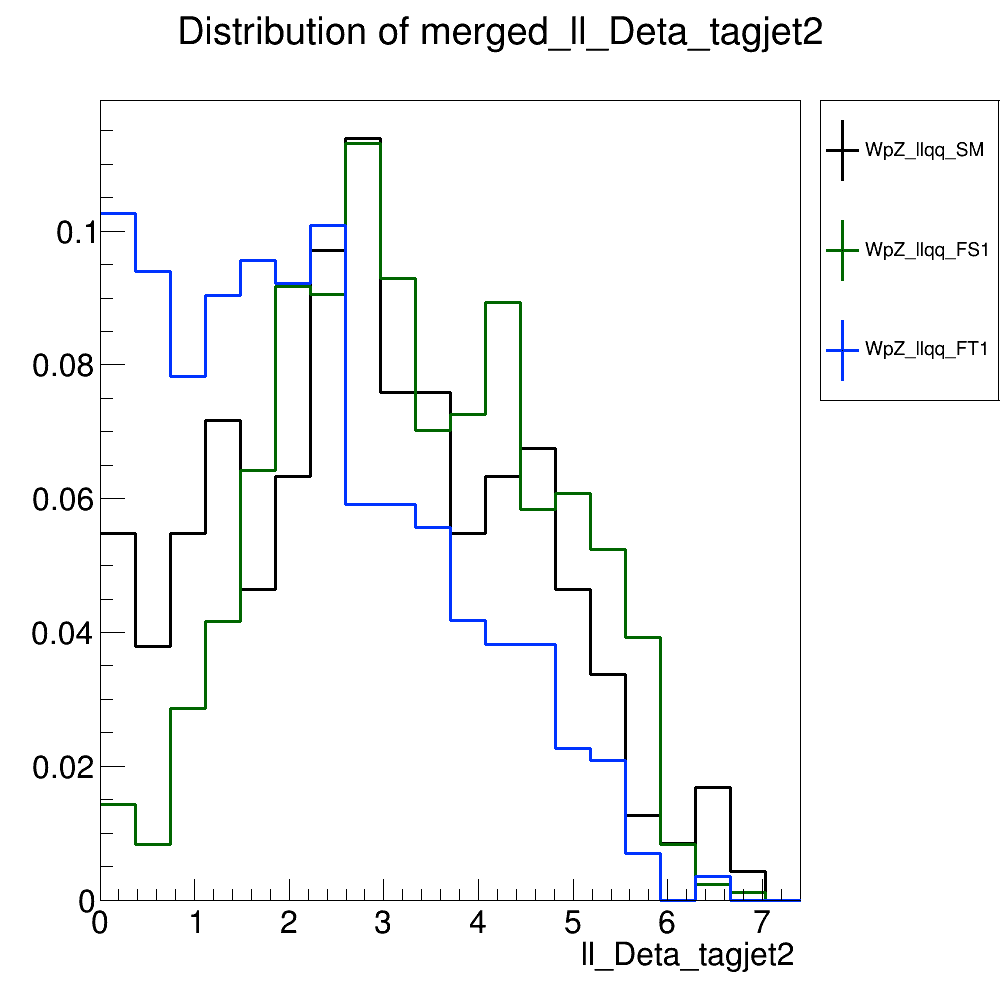 Distribution of merged_ll_Deta_tagjet2
WpZ_llqq_SM
WpZ_llqq_FS1
WpZ_llqq_FT1
0.1
0.08
0.06
0.04
0.02
0
0 1 2 3 4 5 6 7
ll_Deta_tagjet2